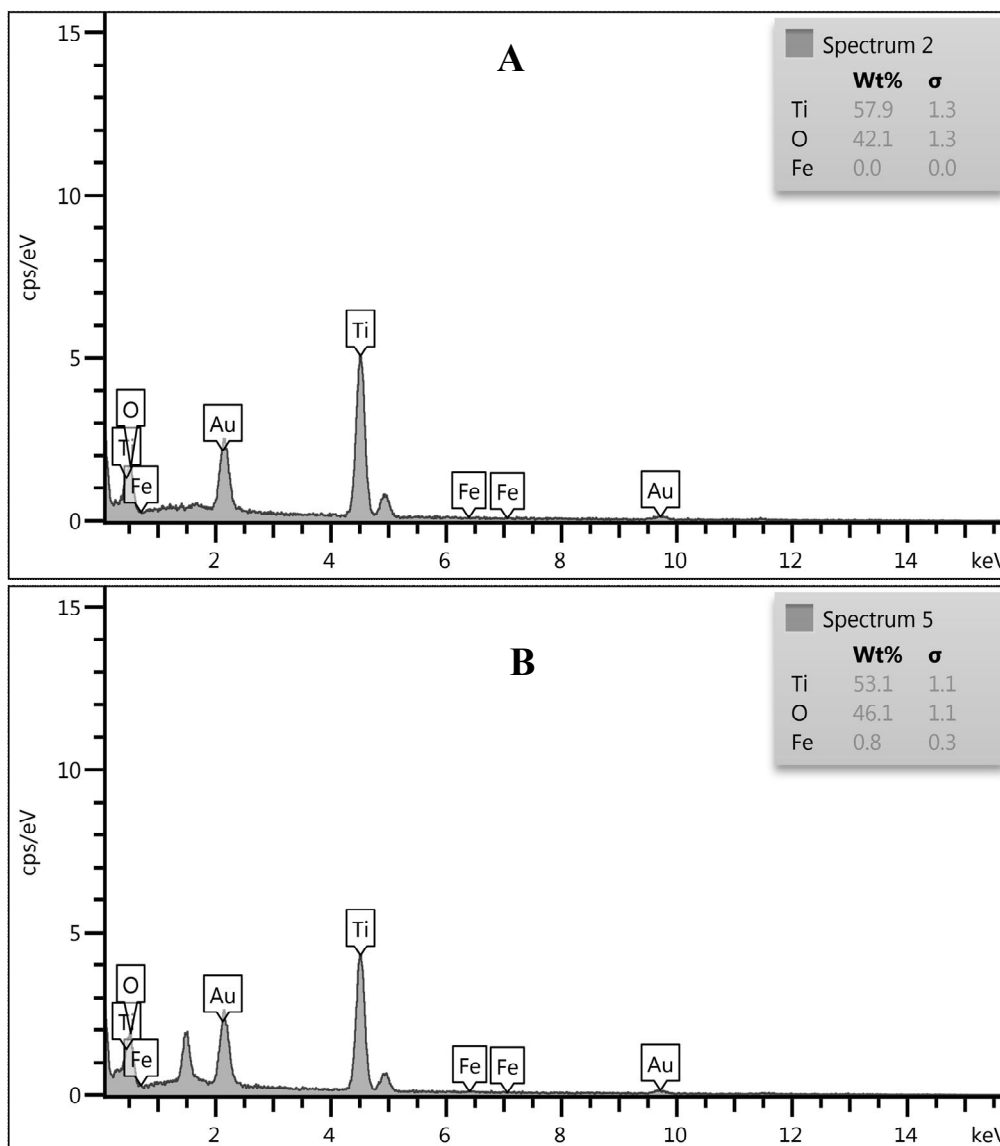 A
15
10
5
0
cps/eV
Spectrum 2
Wt% σ
Ti 57.9 1.3
O 42.1 1.3
Fe 0.0 0.0
O
Ti
Fe
Au
Ti
Fe
Fe
Au
2 4 6 8 10 12 14 keV
B
15
10
5
0
cps/eV
Spectrum 5
Wt% σ
Ti 53.1 1.1
O 46.1 1.1
Fe 0.8 0.3
O
Ti
Fe
Au
Ti
Fe
Fe
Au
2 4 6 8 10 12 14 keV